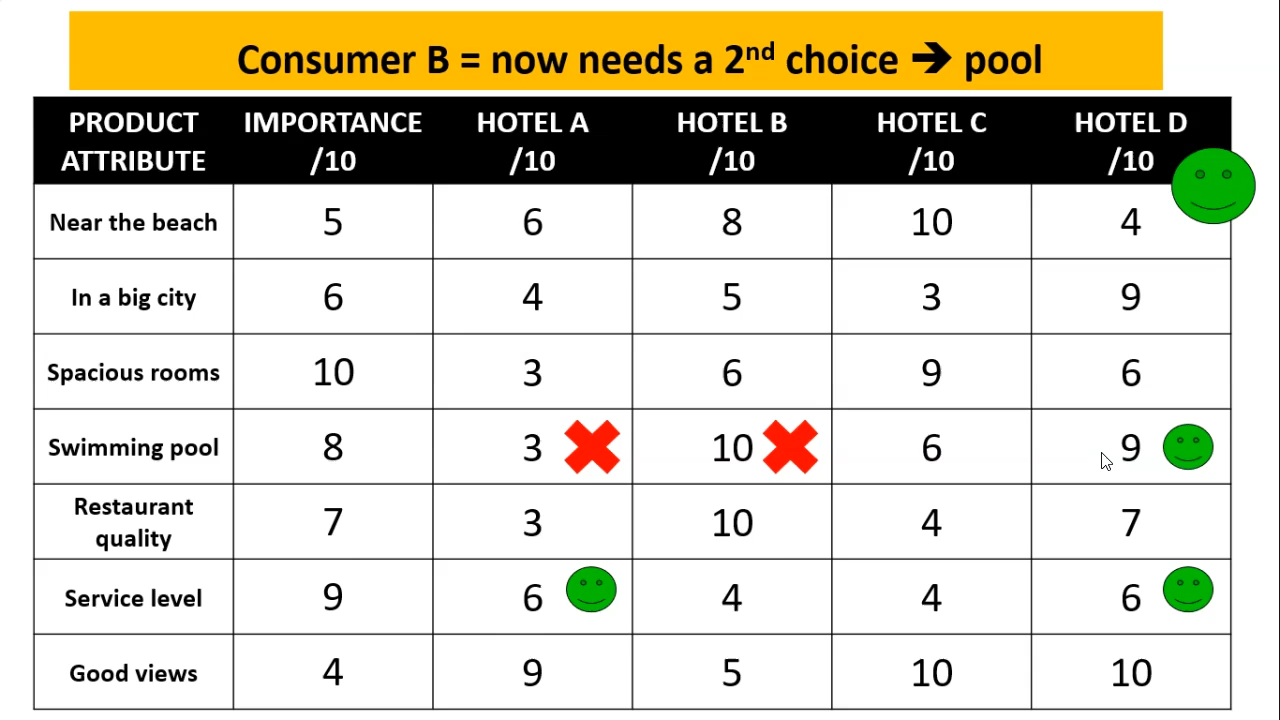 Consumer B = now needs a 2nd choice ➔ pool
PRODUCT ATTRIBUTE IMPORTANCE /10 HOTEL A /10 HOTEL B /10 HOTEL C /10 HOTEL D /10
Near the beach 5 6 8 10 4
In a big city 6 4 5 3 9
Spacious rooms 10 3 6 9 6
Swimming pool 8 3 10 6 9
Restaurant quality 7 3 10 4 7
Service level 9 6 4 4 6
Good views 4 9 5 10 10